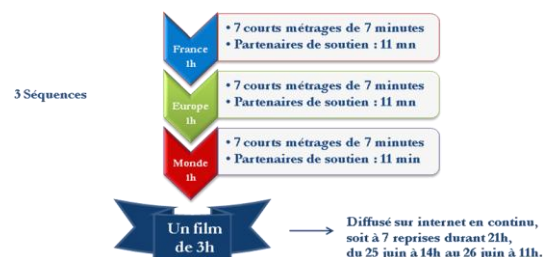 3 Séquences
France
1h
• 7 courts métrages de 7 minutes
• Partenaires de soutien : 11 mn
Europe
1h
• 7 courts métrages de 7 minutes
• Partenaires de soutien : 11 mn
Monde
1h
• 7 courts métrages de 7 minutes
• Partenaires de soutien : 11 min
Un film
de 3h
Diffusé sur internet en continu,
soit à 7 reprises durant 21h,
du 25 juin à 14h au 26 juin à 11h.